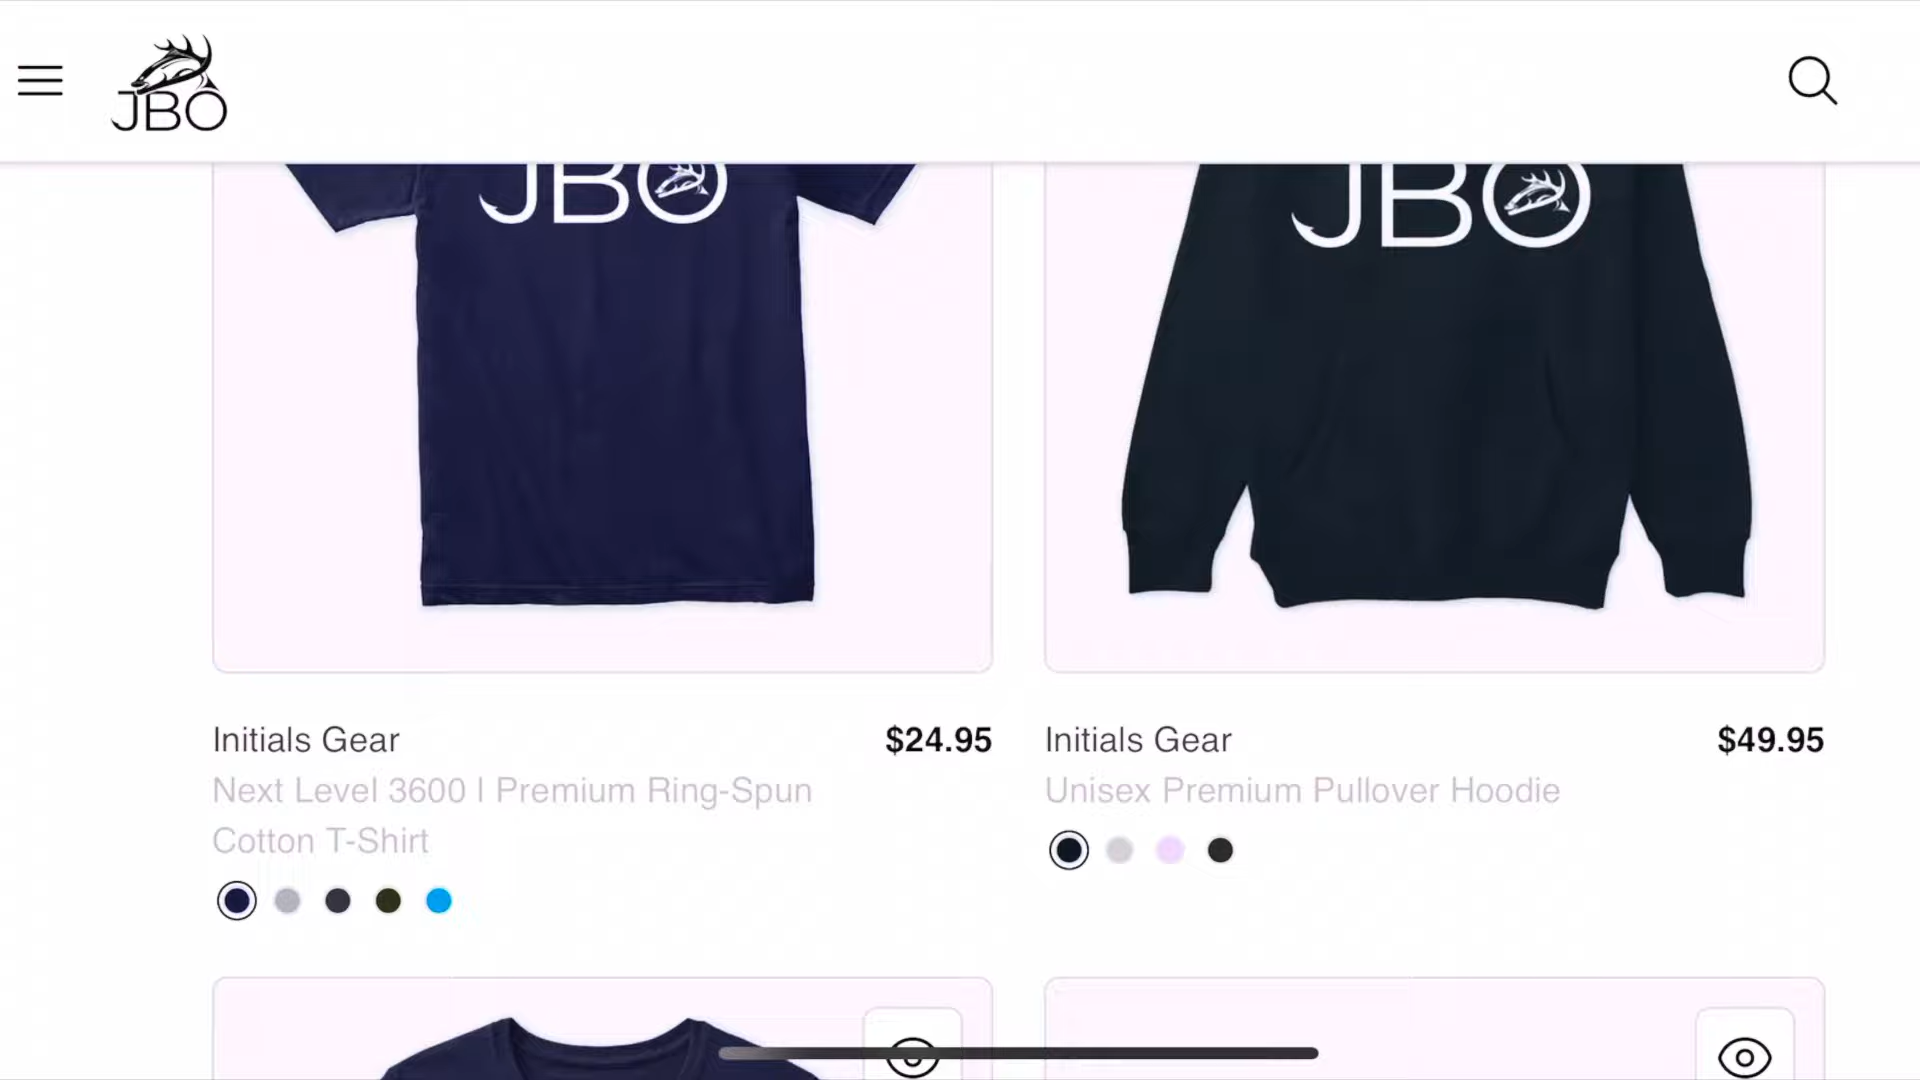 JBO
JBO
JBO
Initials Gear
$24.95
Next Level 3600 | Premium Ring-Spun
Cotton T-Shirt
Initials Gear
$49.95
Unisex Premium Pullover Hoodie